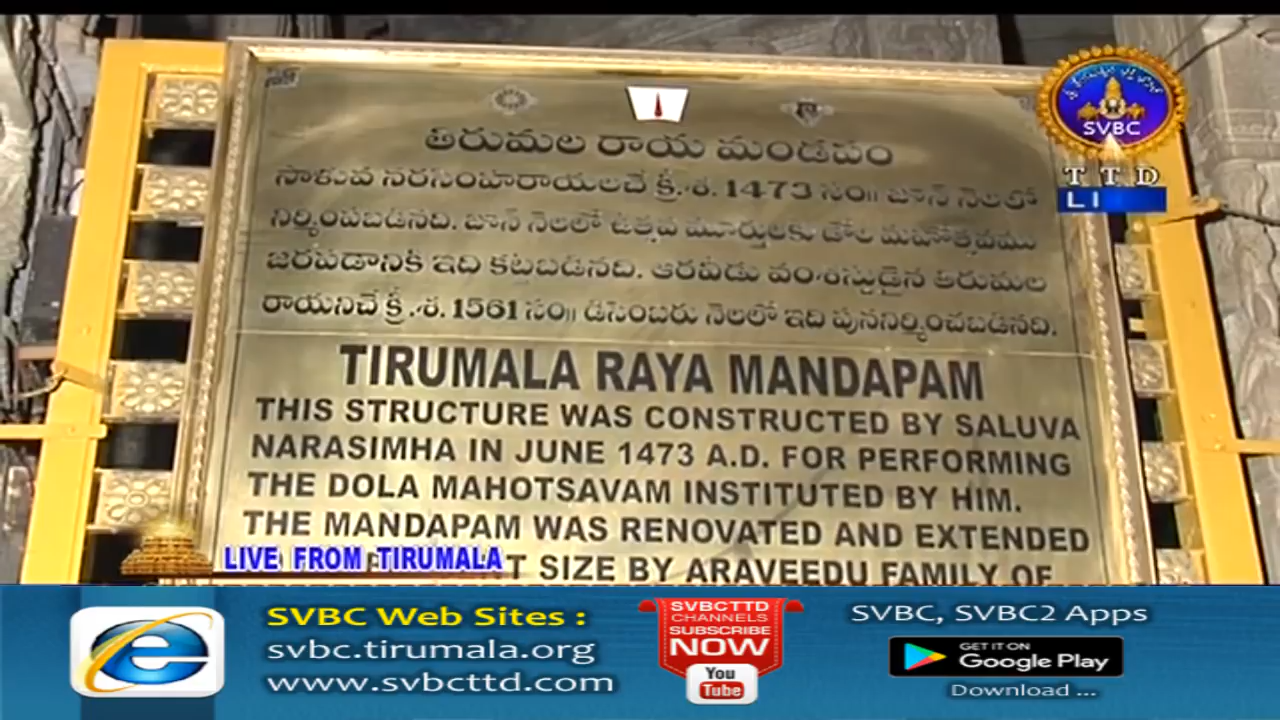 తిరుమల రాయ మండపం
సాళువ నరసింహరాయలచే క్రీ.శ. 1473 సం॥ జూన్ నెలలో
నిర్మింపబడినది. జూన్ నెలలో ఉత్సవ మూర్తులకు డోల మహోత్సవము
జరపడానికి ఇది కట్టబడినది. ఆరవీడు వంశస్తుడైన తిరుమల
రాయనిచే క్రీ.శ. 1561 సం॥ డిసెంబరు నెలలో ఇది పునర్నిర్మించబడినది.
TIRUMALA RAYA MANDAPAM
THIS STRUCTURE WAS CONSTRUCTED BY SALUVA
NARASIMHA IN JUNE 1473 A.D. FOR PERFORMING
THE DOLA MAHOTSAVAM INSTITUTED BY HIM.
THE MANDAPAM WAS RENOVATED AND EXTENDED
SIZE BY ARAVEEDU FAMILY OF
SVBC
TTD
LI
LIVE FROM TIRUMALA
SVBC Web Sites :
svbc.tirumala.org
www.svbcttd.com
SVBCTTD
CHANNELS
SUBSCRIBE
NOW
You
Tube
SVBC, SVBC2 Apps
GET IT ON
Google Play
Download ...